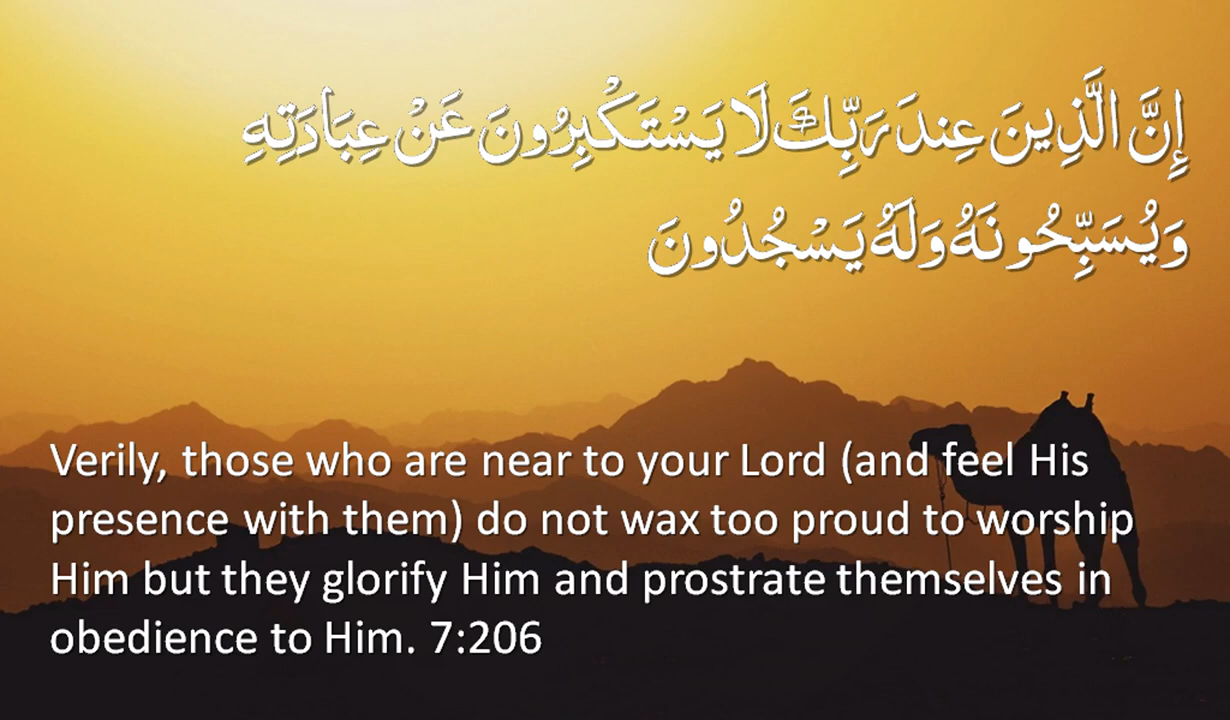 إِنَّ الَّذِينَ عِندَ رَبِّكَ لَا يَسْتَكْبِرُونَ عَنْ عِبَادَتِهِ
وَيُسَبِّحُونَهُ وَلَهُ يَسْجُدُونَ
Verily, those who are near to your Lord (and feel His
presence with them) do not wax too proud to worship
Him but they glorify Him and prostrate themselves in
obedience to Him. 7:206